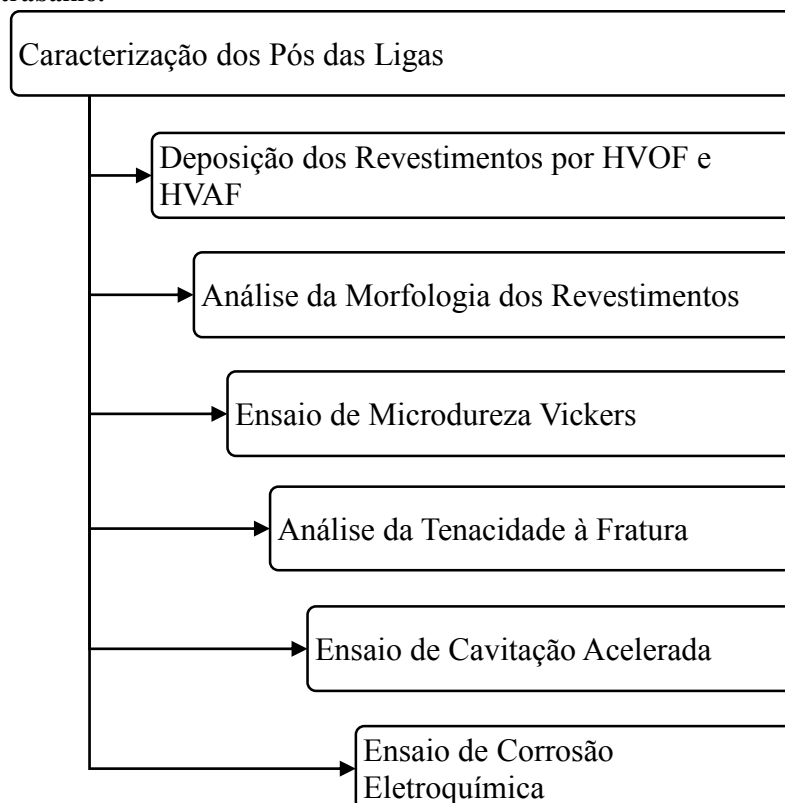 trabalho.
Caracterização dos Pós das Ligas
Deposição dos Revestimentos por HVOF e
HVAF
Análise da Morfologia dos Revestimentos
Ensaio de Microdureza Vickers
Análise da Tenacidade à Fratura
Ensaio de Cavitação Acelerada
Ensaio de Corrosão
Eletroquímica